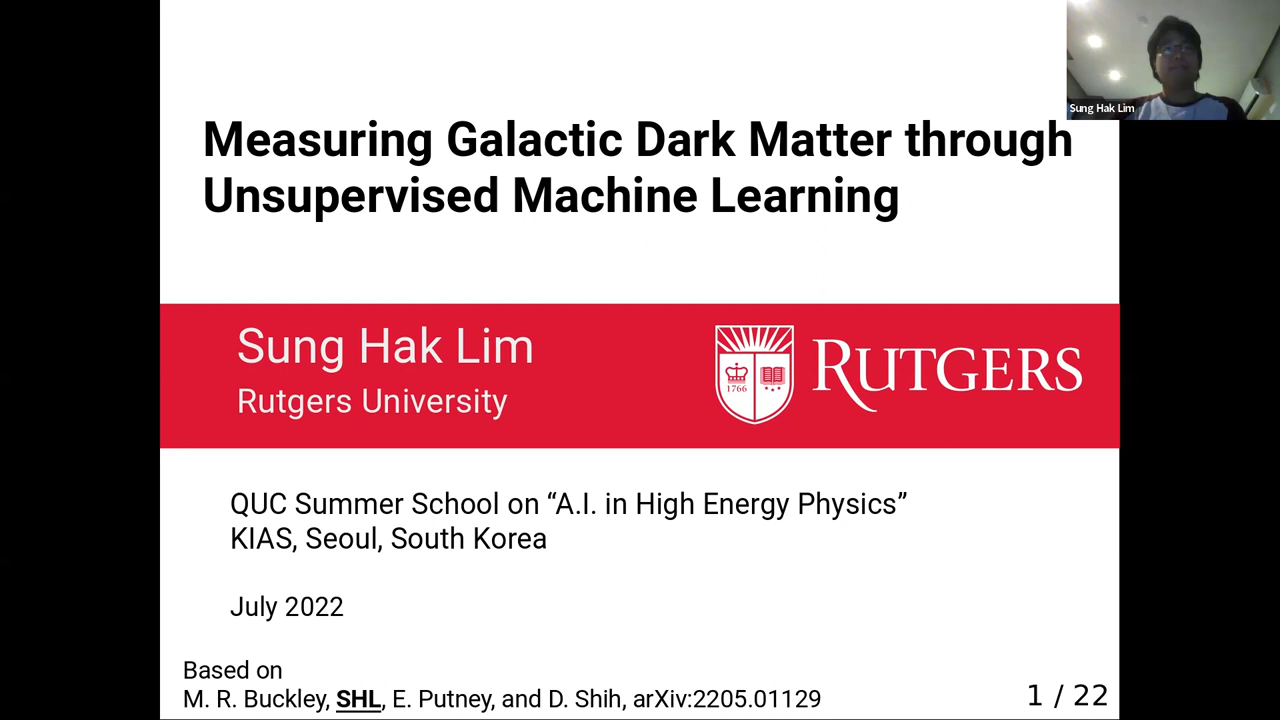 Sung Hak Lim
Measuring Galactic Dark Matter through
Unsupervised Machine Learning
Sung Hak Lim
Rutgers University
1766
RUTGERS
QUC Summer School on “A.I. in High Energy Physics”
KIAS, Seoul, South Korea
July 2022
Based on
M. R. Buckley, SHL, E. Putney, and D. Shih, arXiv:2205.01129
1 / 22